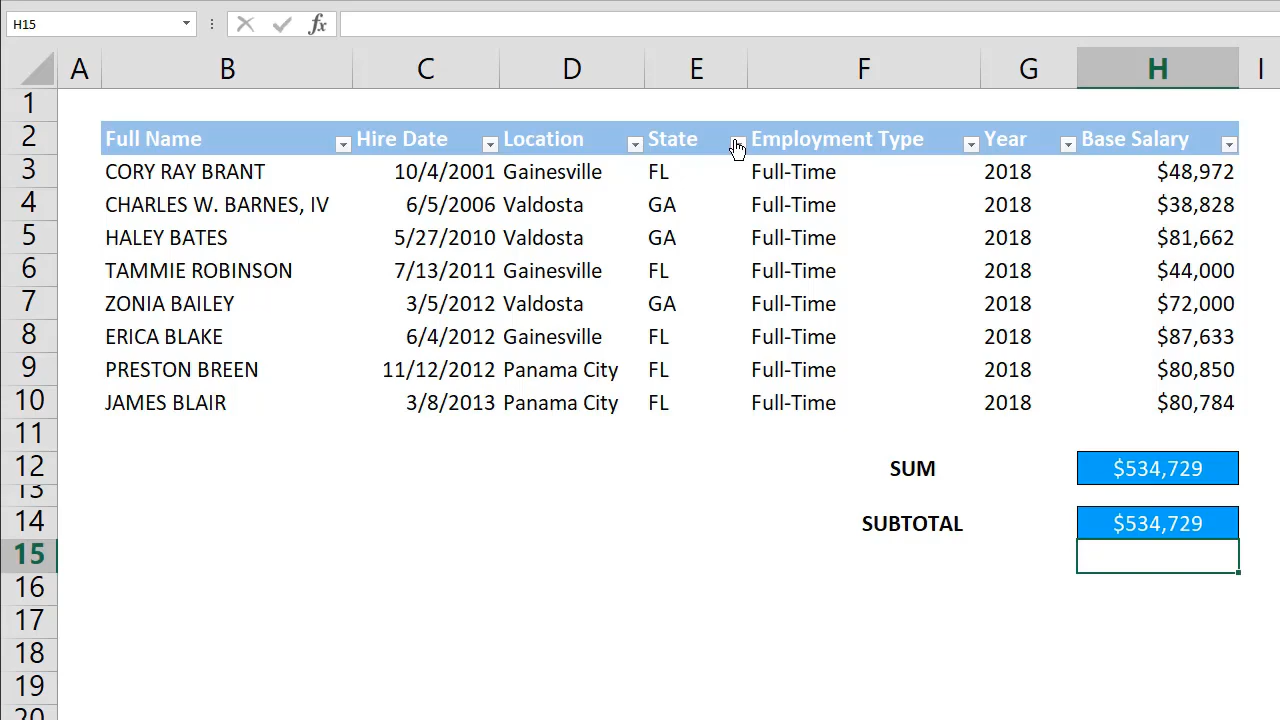 H15 fx
A B C D E F G H I
1
2 Full Name Hire Date Location State Employment Type Year Base Salary
3 CORY RAY BRANT 10/4/2001 Gainesville FL Full-Time 2018 $48,972
4 CHARLES W. BARNES, IV 6/5/2006 Valdosta GA Full-Time 2018 $38,828
5 HALEY BATES 5/27/2010 Valdosta GA Full-Time 2018 $81,662
6 TAMMIE ROBINSON 7/13/2011 Gainesville FL Full-Time 2018 $44,000
7 ZONIA BAILEY 3/5/2012 Valdosta GA Full-Time 2018 $72,000
8 ERICA BLAKE 6/4/2012 Gainesville FL Full-Time 2018 $87,633
9 PRESTON BREEN 11/12/2012 Panama City FL Full-Time 2018 $80,850
10 JAMES BLAIR 3/8/2013 Panama City FL Full-Time 2018 $80,784
11
12 SUM $534,729
13
14 SUBTOTAL $534,729
15
16
17
18
19
20